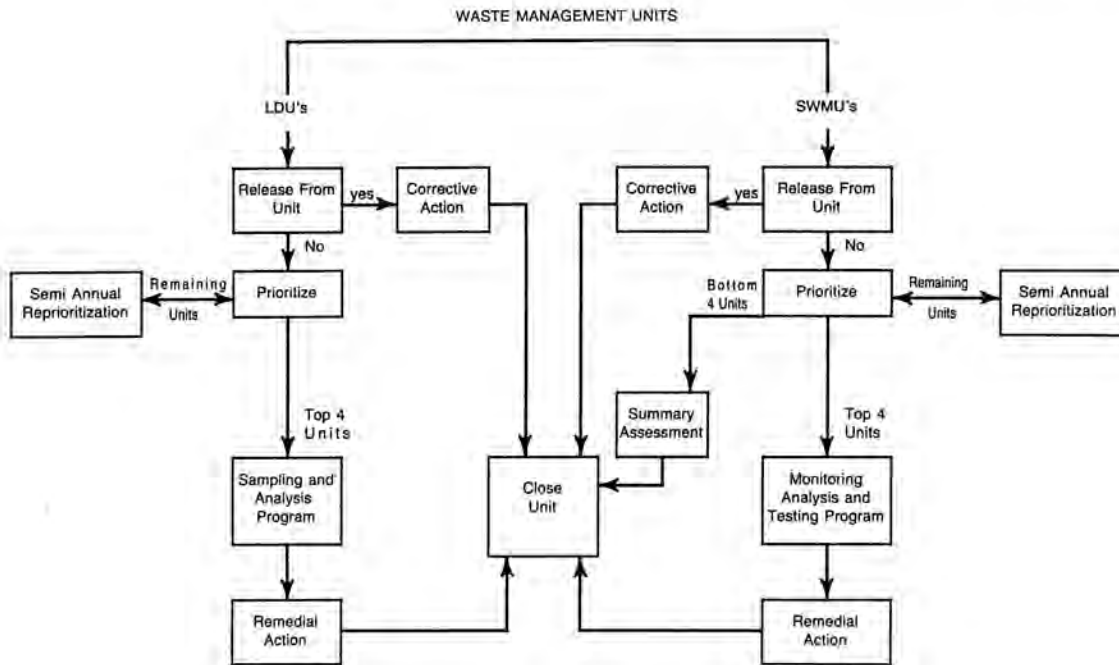 WASTE MANAGEMENT UNITS
LDU's
SWMU's
Release From
Unit
yes
Corrective
Action
Corrective
Action
yes
Release From
Unit
No
No
Semi Annual
Reprioritization
Remaining
Units
Prioritize
Bottom
4 Units
Prioritize
Remaining
Units
Semi Annual
Reprioritization
Top 4
Units
Summary
Assessment
Top 4
Units
Sampling and
Analysis
Program
Close
Unit
Monitoring
Analysis and
Testing Program
Remedial
Action
Remedial
Action